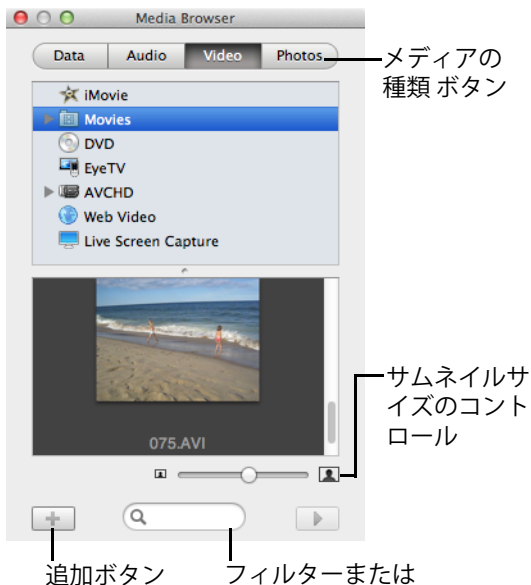 Media Browser
Data Audio Video Photos
メディアの
種類 ボタン
iMovie
Movies
DVD
EyeTV
AVCHD
Web Video
Live Screen Capture
075.AVI
サムネイルサ
イズのコント
ロール
追加ボタン
フィルターまたは